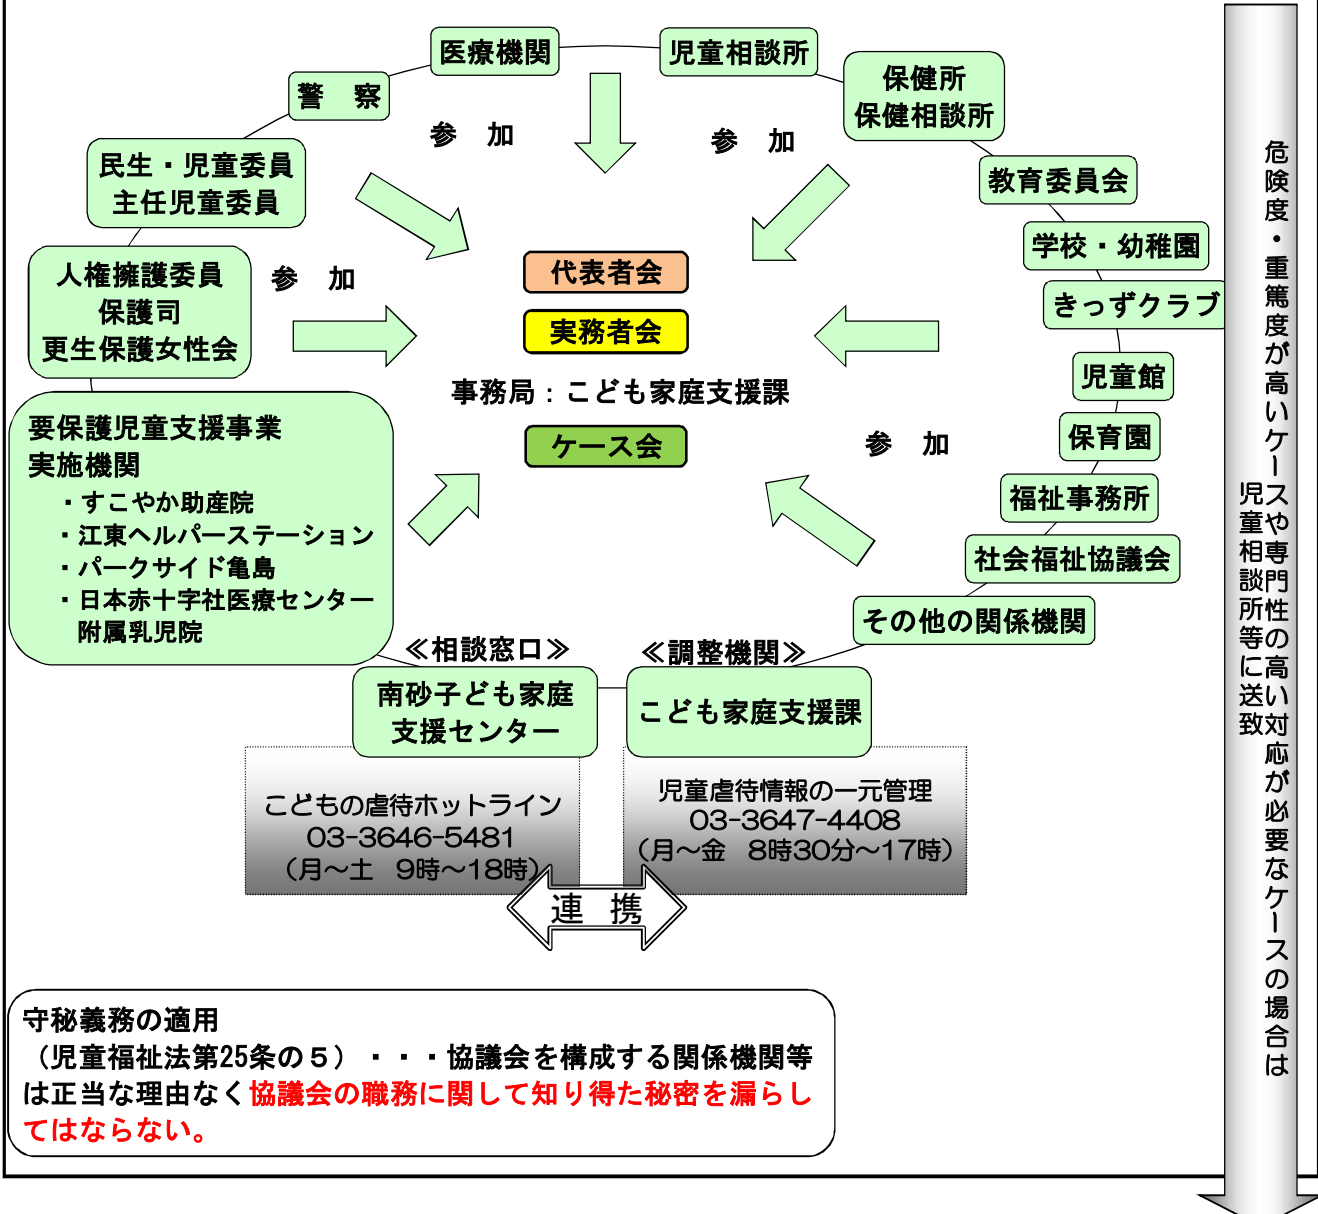 医療機関
児童相談所
警　察
保健所
保健相談所
参　加
参　加
民生・児童委員
主任児童委員
教育委員会
学校・幼稚園
人権擁護委員
保護司
更生保護女性会
参　加
代表者会
きっずクラブ
実務者会
児童館
事務局：こども家庭支援課
要保護児童支援事業
実施機関
・すこやか助産院
・江東ヘルパーステーション
・パークサイド亀島
・日本赤十字社医療センター
附属乳児院
ケース会
参　加
保育園
福祉事務所
社会福祉協議会
その他の関係機関
≪相談窓口≫
≪調整機関≫
南砂子ども家庭
支援センター
こども家庭支援課
こどもの虐待ホットライン
03-3646-5481
（月～土　9時～18時）
児童虐待情報の一元管理
03-3647-4408
（月～金　8時30分～17時）
連　携
危険度・重篤度が高いケースや専門性の高い対応が必要なケースの場合は
児童相談所等に送致
守秘義務の適用
（児童福祉法第25条の５）・・・協議会を構成する関係機関等
は正当な理由なく協議会の職務に関して知り得た秘密を漏らし
てはならない。